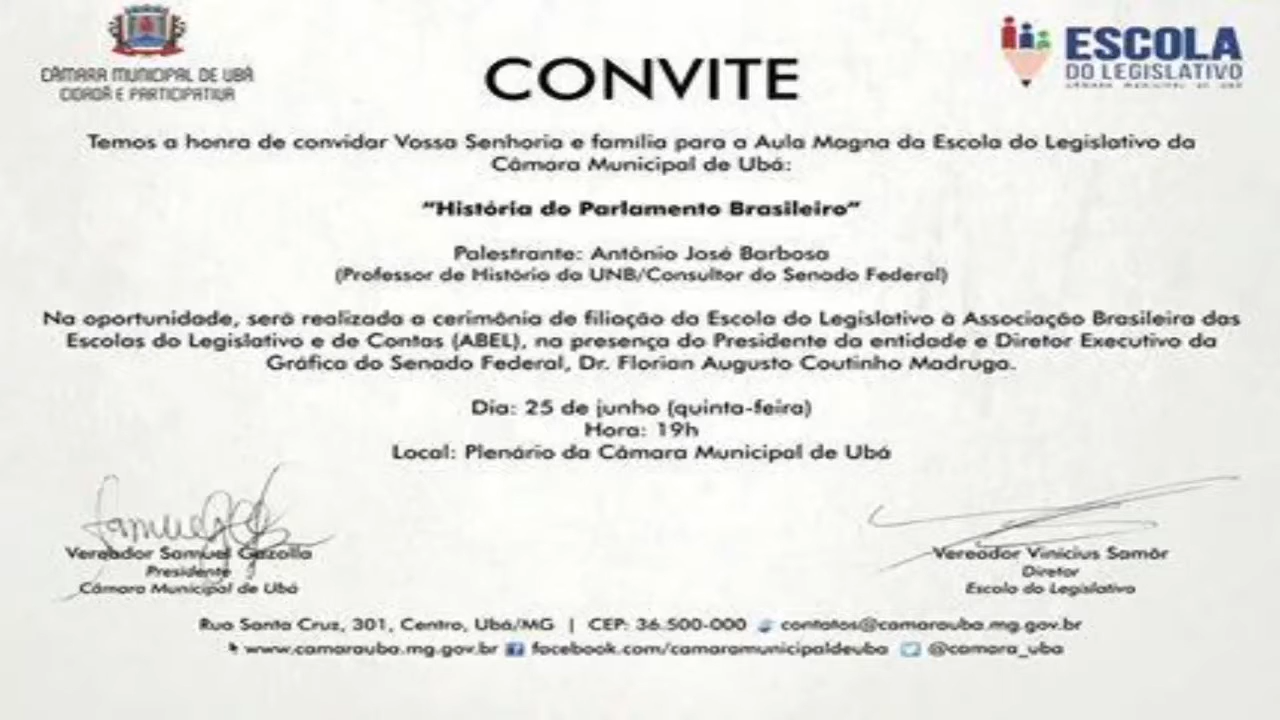 CÂMARA MUNICIPAL DE UBÁ
CIDADÃ E PARTICIPATIVA
ESCOLA
DO LEGISLATIVO
CÂMARA MUNICIPAL DE UBÁ
CONVITE
Temos a honra de convidar Vossa Senhoria e família para a Aula Magna da Escola do Legislativo da
Câmara Municipal de Ubá:
“História do Parlamento Brasileiro”
Palestrante: Antônio José Barbosa
(Professor de História da UNB/Consultor do Senado Federal)
Na oportunidade, será realizada a cerimônia de filiação da Escola do Legislativo à Associação Brasileira das
Escolas do Legislativo e de Contas (ABEL), na presença do Presidente da entidade e Diretor Executivo da
Gráfica do Senado Federal, Dr. Florian Augusto Coutinho Madruga.
Dia: 25 de junho (quinta-feira)
Hora: 19h
Local: Plenário da Câmara Municipal de Ubá
Vereador Samuel Gazolla
Presidente
Câmara Municipal de Ubá
Vereador Vinícius Samôr
Diretor
Escola do Legislativo
Rua Santa Cruz, 301, Centro, Ubá/MG | CEP: 36.500-000 contatos@camarauba.mg.gov.br
www.camarauba.mg.gov.br facebook.com/camaramunicipaldeuba @camara_uba